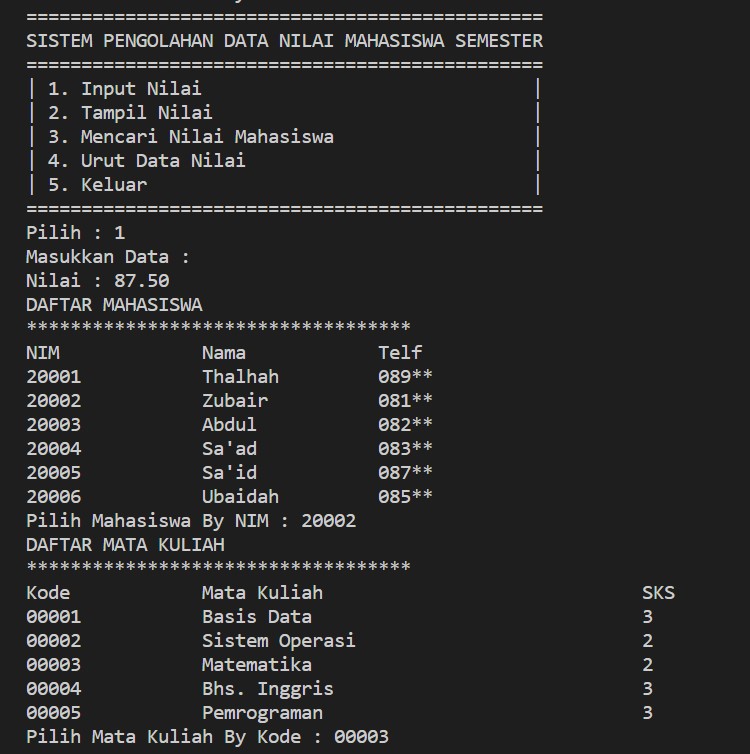 ===============================================
SISTEM PENGOLAHAN DATA NILAI MAHASISWA SEMESTER
===============================================
| 1. Input Nilai                              |
| 2. Tampil Nilai                             |
| 3. Mencari Nilai Mahasiswa                  |
| 4. Urut Data Nilai                          |
| 5. Keluar                                   |
===============================================
Pilih : 1
Masukkan Data :
Nilai : 87.50
DAFTAR MAHASISWA
***********************************
NIM             Nama            Telf
20001           Thalhah         089**
20002           Zubair          081**
20003           Abdul           082**
20004           Sa'ad           083**
20005           Sa'id           087**
20006           Ubaidah         085**
Pilih Mahasiswa By NIM : 20002
DAFTAR MATA KULIAH
***********************************
Kode            Mata Kuliah                             SKS
00001           Basis Data                              3
00002           Sistem Operasi                          2
00003           Matematika                              2
00004           Bhs. Inggris                            3
00005           Pemrograman                             3
Pilih Mata Kuliah By Kode : 00003